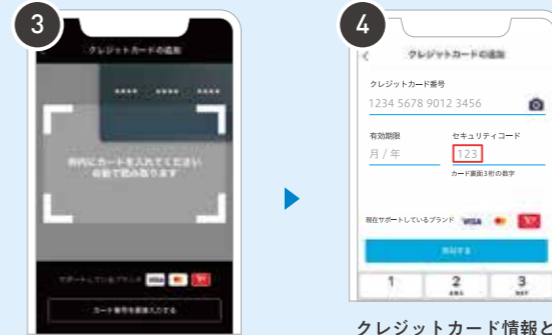 3
クレジットカードの追加
枠内にカードを入れてください
自動で読み取ります
サポートしているブランド VISA
カード番号を直接入力する
4
クレジットカードの追加
クレジットカード番号
1234 5678 9012 3456
有効期限
セキュリティコード
月 / 年
123
カード裏面3桁の数字
現在サポートしているブランド VISA
1
2
ABC
3
DEF
クレジットカード情報と